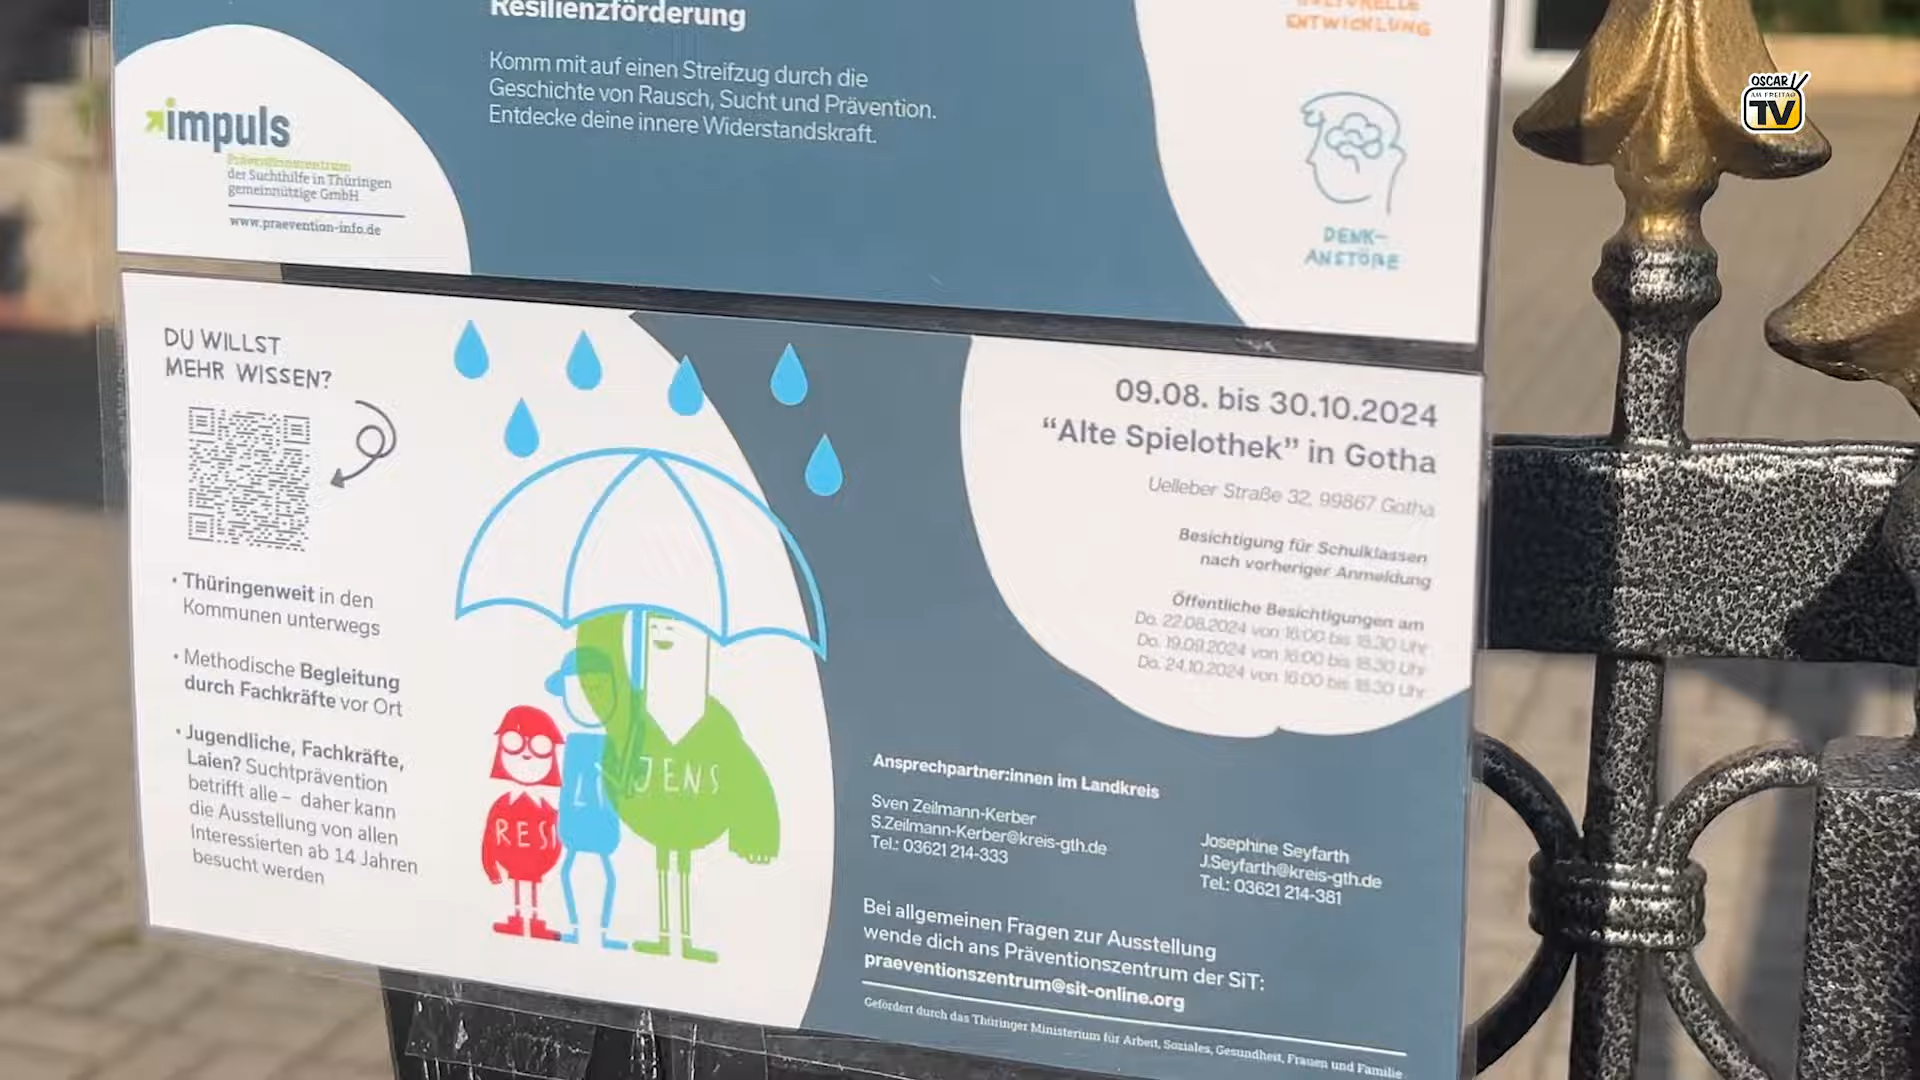 Resilienzförderung
Komm mit auf einen Streifzug durch die
Geschichte von Rausch, Sucht und Prävention.
Entdecke deine innere Widerstandskraft.
impuls
Präventionszentrum
der Suchthilfe in Thüringen
gemeinnützige GmbH
www.praevention-info.de
ENTWICKLUNG
DENK-
ANSTÖßE
OSCAR
AM FREITAG
TV
DU WILLST
MEHR WISSEN?
• Thüringenweit in den
Kommunen unterwegs
• Methodische Begleitung
durch Fachkräfte vor Ort
• Jugendliche, Fachkräfte,
Laien? Suchtprävention
betrifft alle – daher kann
die Ausstellung von allen
Interessierten ab 14 Jahren
besucht werden
RESI
LI
JENS
09.08. bis 30.10.2024
“Alte Spielothek” in Gotha
Uelleber Straße 32, 99867 Gotha
Besichtigung für Schulklassen
nach vorheriger Anmeldung
Öffentliche Besichtigungen am
Do. 22.08.2024 von 16:00 bis 18.30 Uhr
Do. 19.09.2024 von 16:00 bis 18.30 Uhr
Do. 24.10.2024 von 16:00 bis 18.30 Uhr
Ansprechpartner:innen im Landkreis
Sven Zeilmann-Kerber
S.Zeilmann-Kerber@kreis-gth.de
Tel.: 03621 214-333
Josephine Seyfarth
J.Seyfarth@kreis-gth.de
Tel.: 03621 214-381
Bei allgemeinen Fragen zur Ausstellung
wende dich ans Präventionszentrum der SiT:
praeventionszentrum@sit-online.org
Gefördert durch das Thüringer Ministerium für Arbeit, Soziales, Gesundheit, Frauen und Familie